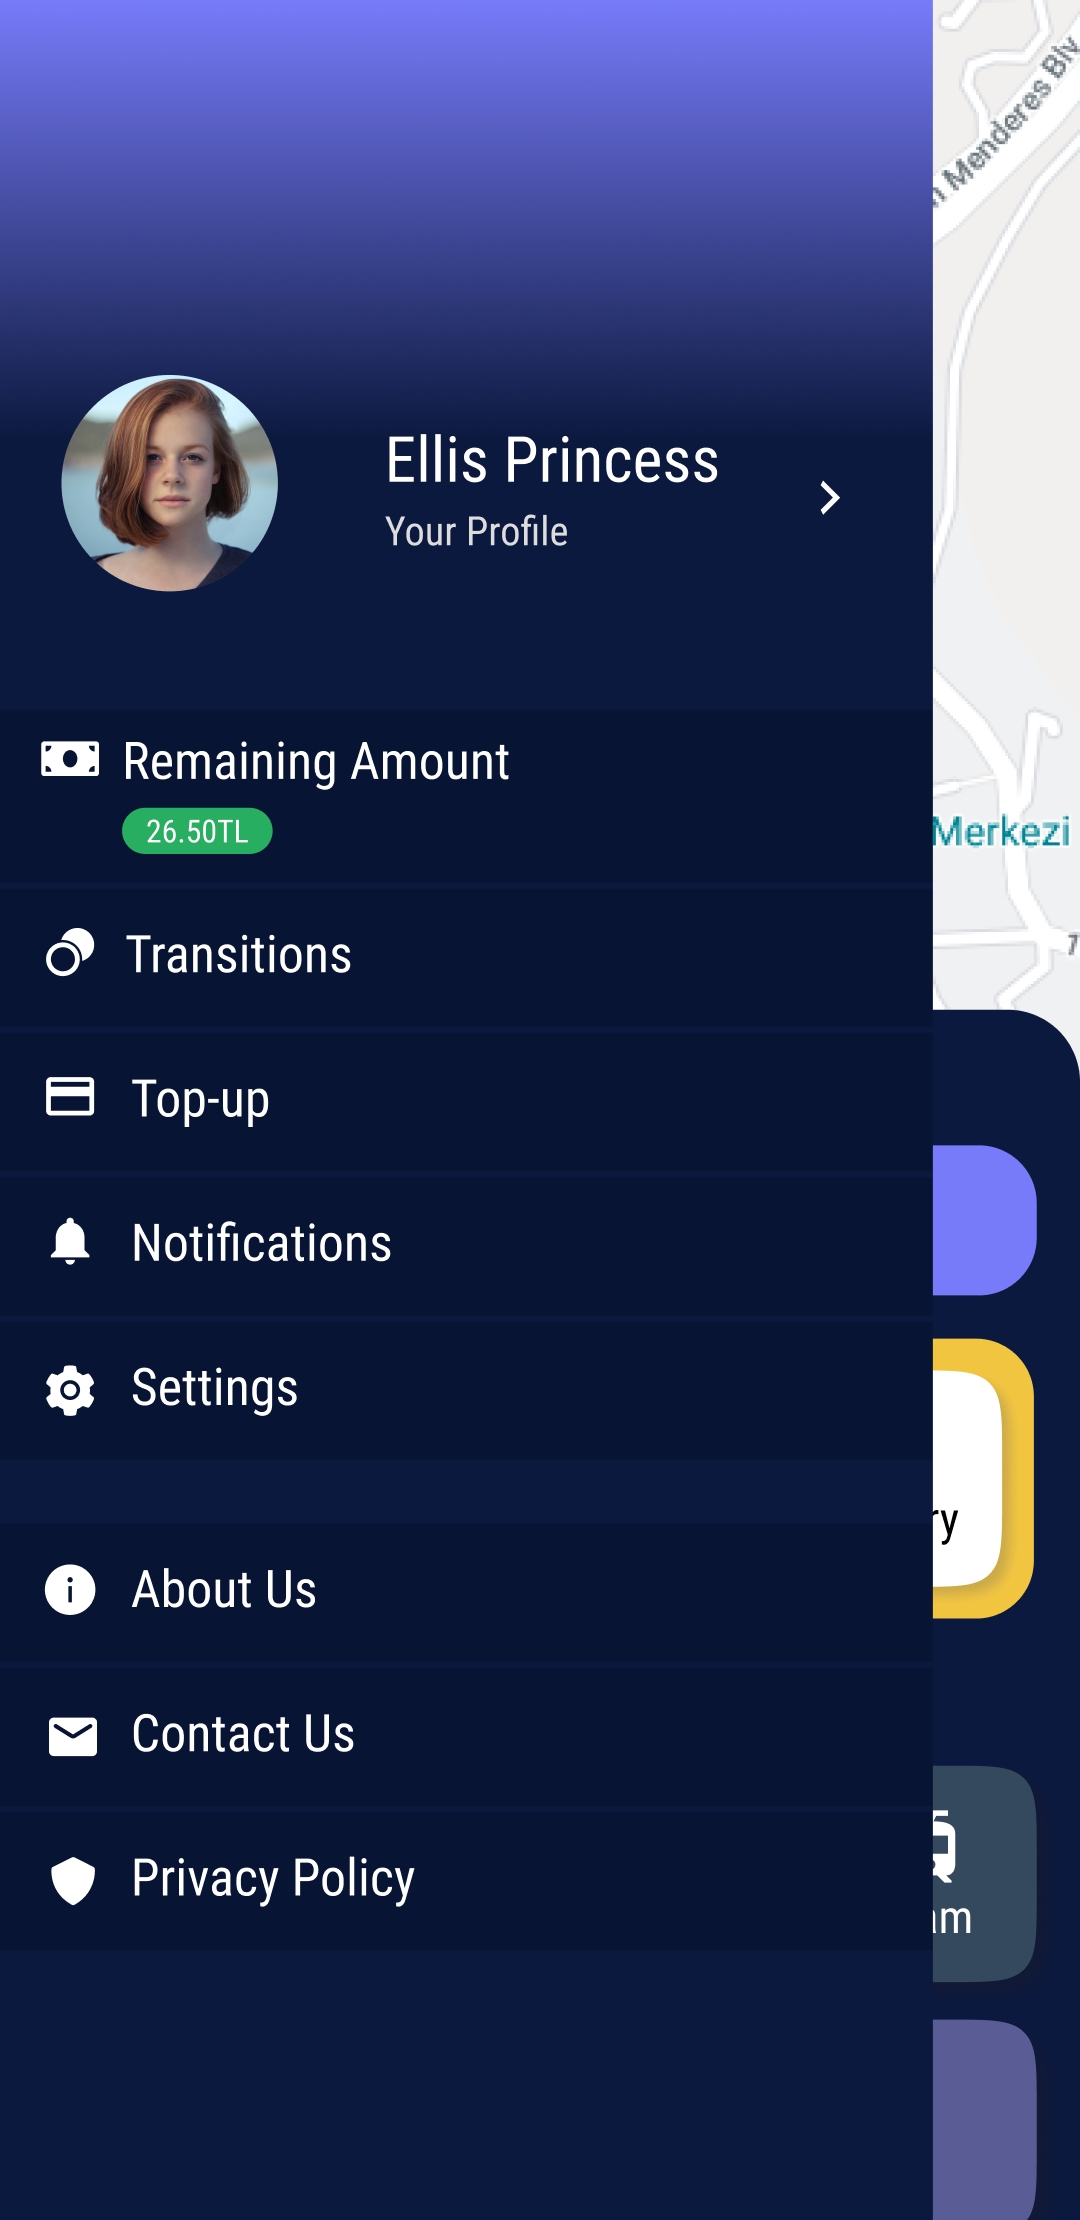 Menderes Blv
Ellis Princess
Your Profile
Remaining Amount
26.50TL
Merkezi
Transitions
7
Top-up
Notifications
Settings
ry
About Us
Contact Us
Privacy Policy
am